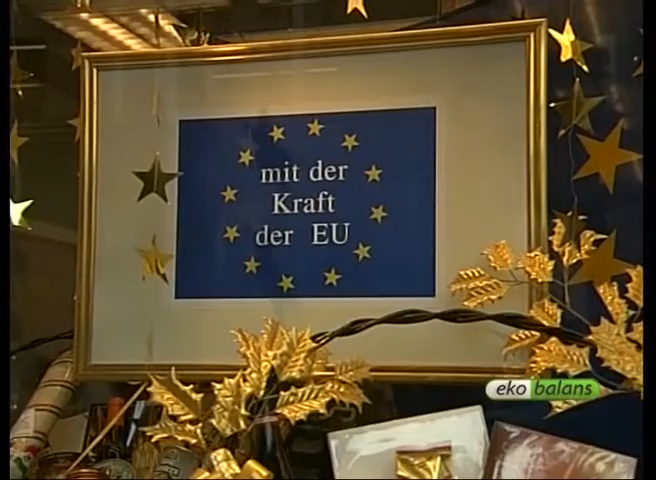 mit der
Kraft
der EU
eko balans